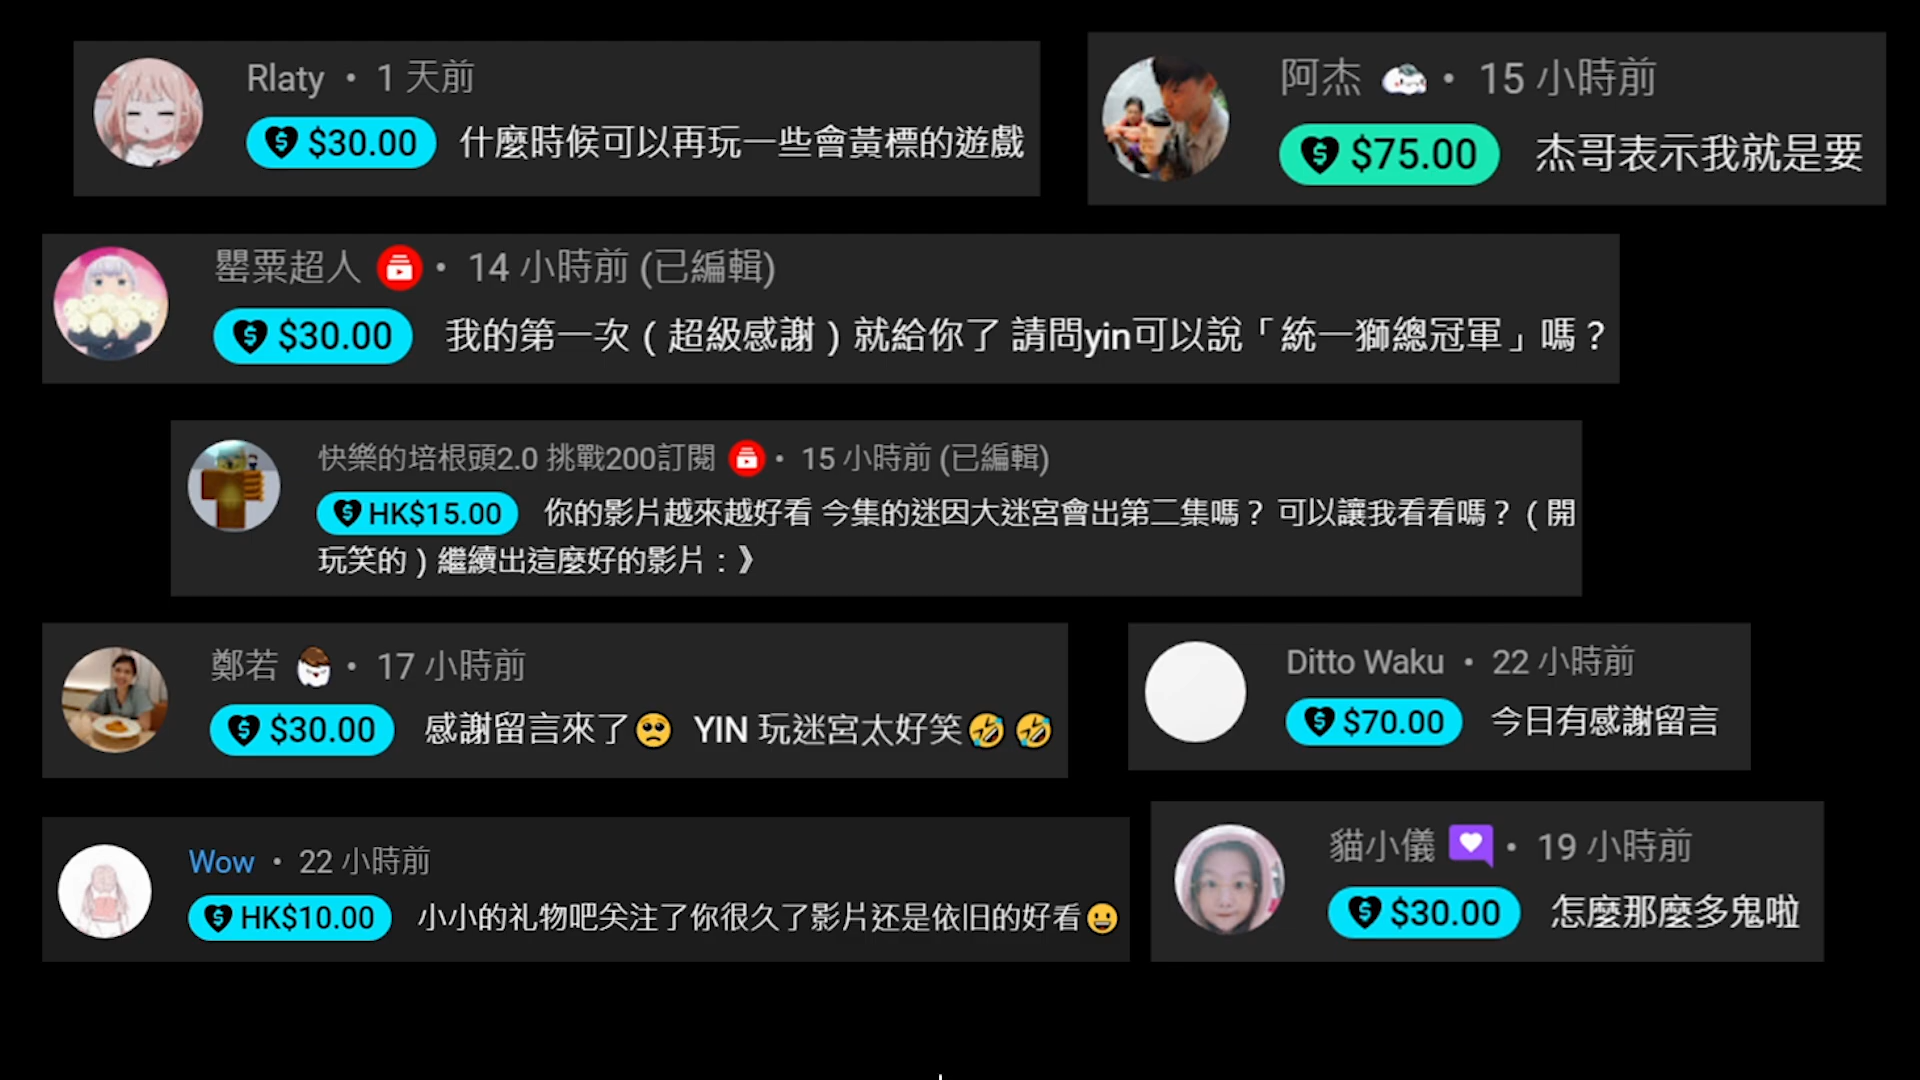 Rlaty • 1 天前
$30.00 什麼時候可以再玩一些會黃標的遊戲
阿杰 • 15 小時前
$75.00 杰哥表示我就是要
罌粟超人 • 14 小時前 (已編輯)
$30.00 我的第一次（超級感謝）就給你了 請問yin可以說「統一獅總冠軍」嗎？
快樂的培根頭2.0 挑戰200訂閱 • 15 小時前 (已編輯)
HK$15.00 你的影片越來越好看 今集的迷因大迷宮會出第二集嗎？ 可以讓我看看嗎？（開
玩笑的）繼續出這麼好的影片：》
鄭若 • 17 小時前
$30.00 感謝留言來了🥺 YIN 玩迷宮太好笑🤣🤣
Ditto Waku • 22 小時前
$70.00 今日有感謝留言
Wow • 22 小時前
HK$10.00 小小的礼物吧关注了你很久了影片还是依旧的好看😀
貓小儀 • 19 小時前
$30.00 怎麼那麼多鬼啦